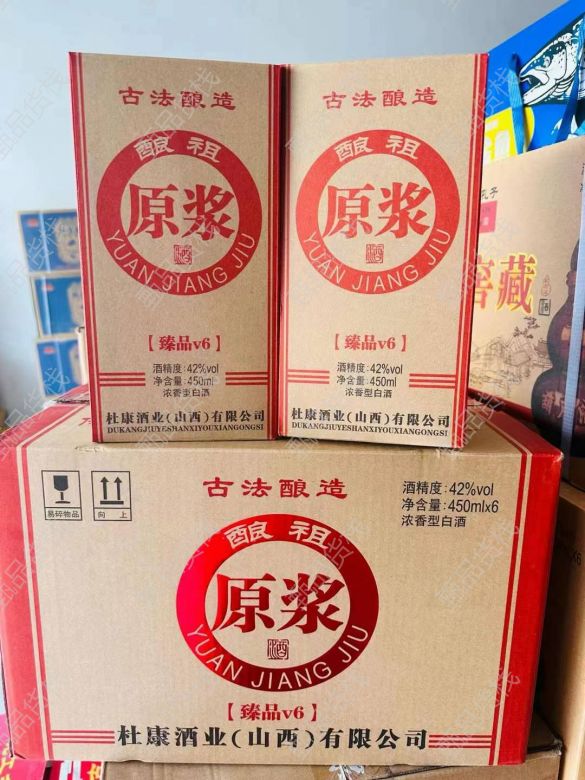 古法酿造
酿祖
原浆
YUAN JIANG JIU
【臻品v6】
酒精度:42%vol
净含量:450ml
浓香型白酒
杜康酒业(山西)有限公司
DUKANGJIUYESHANXIYOUXIANGONGSI
古法酿造
酿祖
原浆
YUAN JIANG JIU
【臻品v6】
酒精度:42%vol
净含量:450ml
浓香型白酒
杜康酒业(山西)有限公司
DUKANGJIUYESHANXIYOUXIANGONGSI
孔子
窖藏
易碎物品
向上
古法酿造
酒精度:42%vol
净含量:450mlx6
浓香型白酒
酿祖
原浆
酒
YUAN JIANG JIU
【臻品v6】
杜康酒业(山西)有限公司